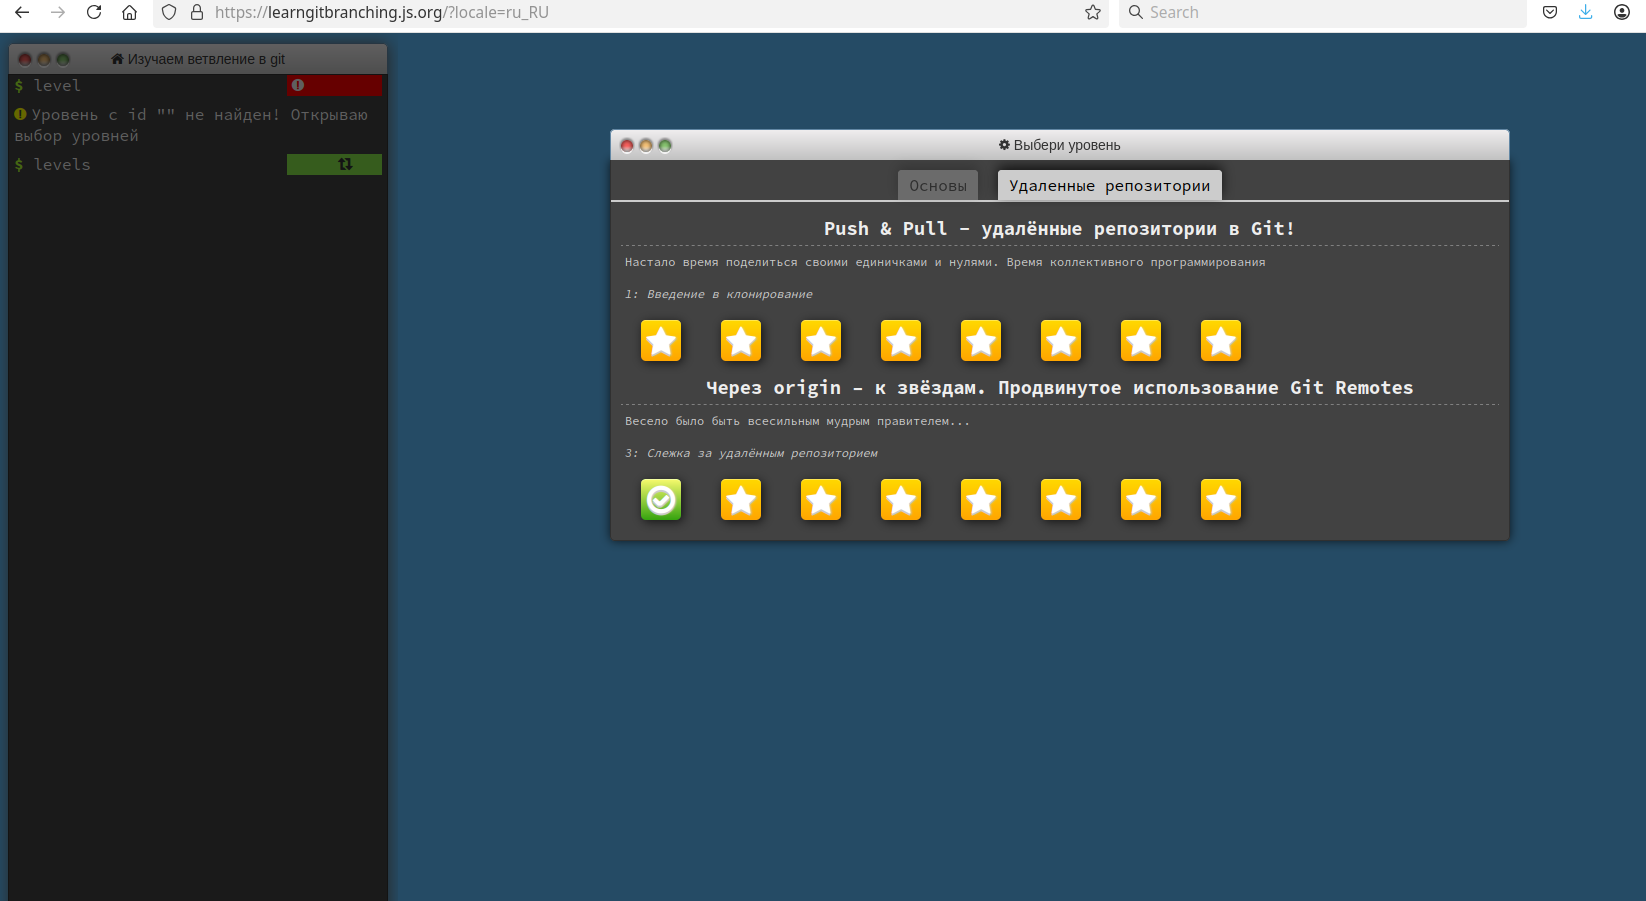 https://learngitbranching.js.org/?locale=ru_RU
Search
Изучаем ветвление в git
$ level
Уровень с id "" не найден! Открываю
выбор уровней
$ levels
Выбери уровень
Основы
Удаленные репозитории
Push & Pull - удалённые репозитории в Git!
Настало время поделиться своими единичками и нулями. Время коллективного программирования
1: Введение в клонирование
Через origin - к звёздам. Продвинутое использование Git Remotes
Весело было быть всесильным мудрым правителем...
3: Слежка за удалённым репозиторием